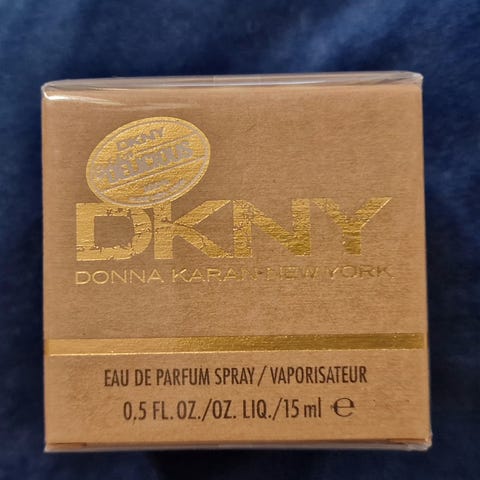 DKNY
DELICIOUS
DKNY
DONNA KARAN·NEW YORK
EAU DE PARFUM SPRAY / VAPORISATEUR
0.5 FL. OZ./OZ. LIQ./15 ml ℮